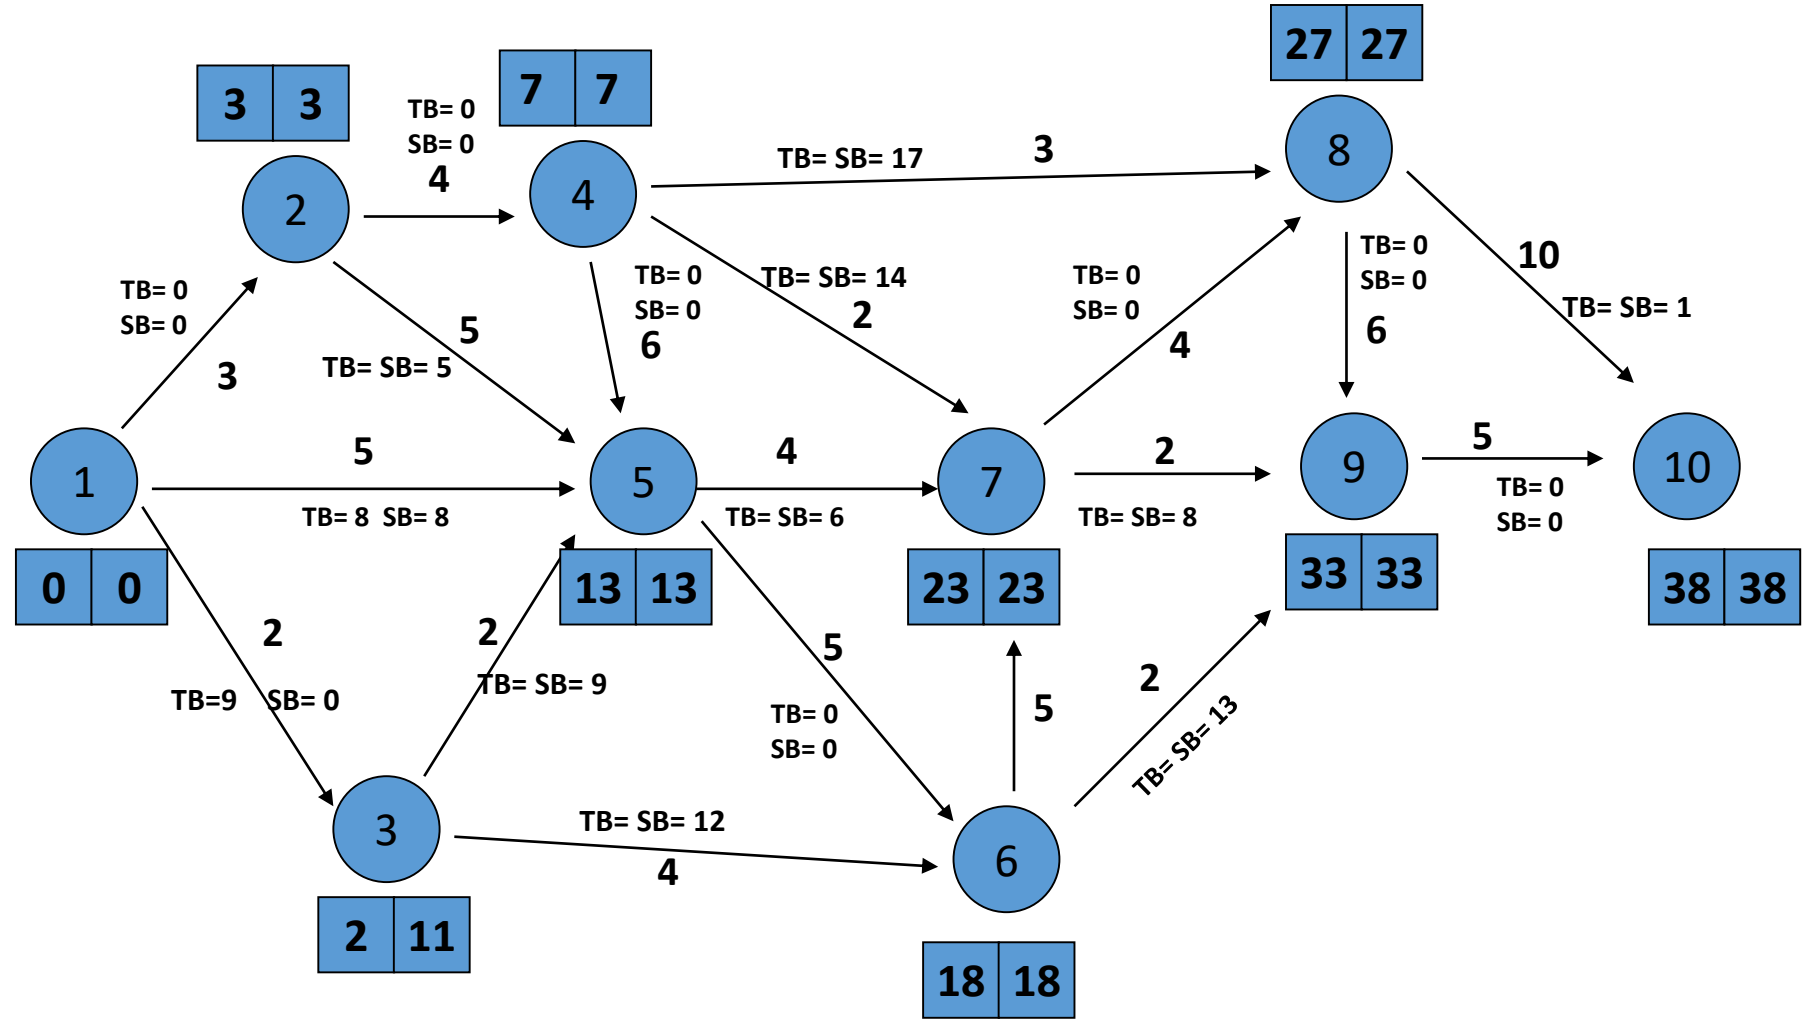 27 27
8
7 7
3 3
TB= 0
SB= 0
4
4
2
TB= SB= 17
3
TB= 0
SB= 0
3
TB= SB= 5
5
TB= 0
SB= 0
6
TB= SB= 14
2
TB= 0
SB= 0
4
TB= 0
SB= 0
6
10
TB= SB= 1
1
0 0
5
TB= 8 SB= 8
5
13 13
4
TB= SB= 6
7
23 23
2
TB= SB= 8
9
33 33
5
TB= 0
SB= 0
10
38 38
2
TB=9 SB= 0
2
TB= SB= 9
5
TB= 0
SB= 0
5
2
TB= SB= 13
3
2 11
TB= SB= 12
4
6
18 18